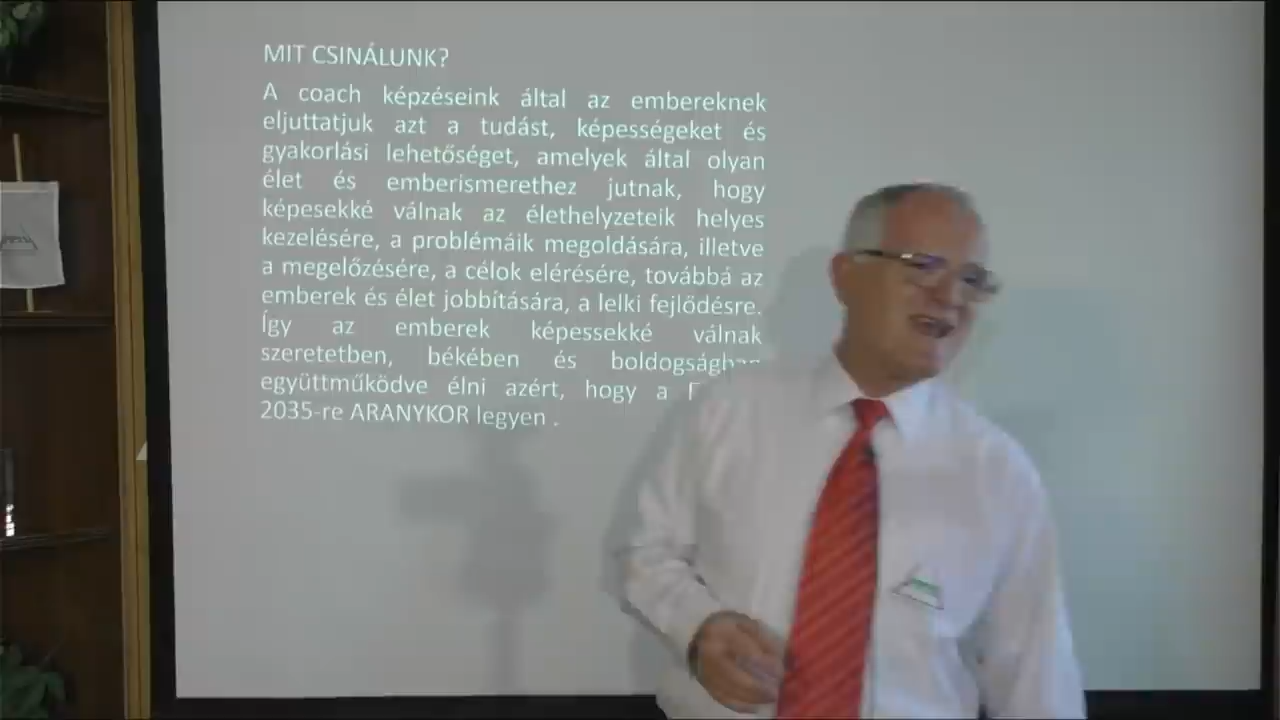 MIT CSINÁLUNK?
A coach képzéseink által az embereknek
eljuttatjuk azt a tudást, képességeket és
gyakorlási lehetőséget, amelyek által olyan
élet és emberismerethez jutnak, hogy
képesekké válnak az élethelyzeteik helyes
kezelésére, a problémáik megoldására, illetve
a megelőzésére, a célok elérésére, továbbá az
emberek és élet jobbítására, a lelki fejlődésre.
Így az emberek képessekké válnak
szeretetben, békében és boldogságban
együttműködve élni azért, hogy a
2035-re ARANYKOR legyen .